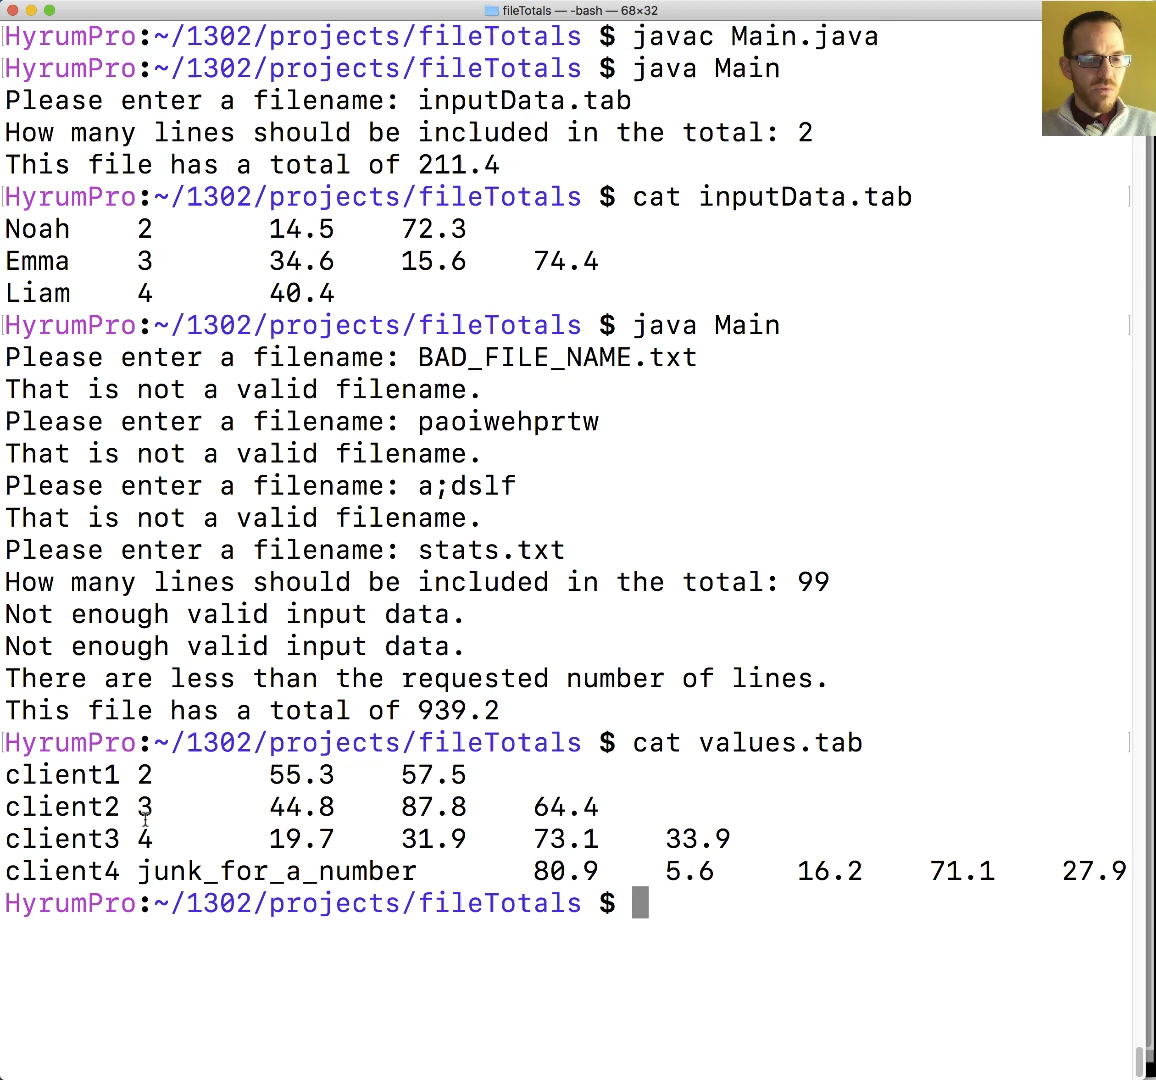 fileTotals — -bash — 68×32
HyrumPro:~/1302/projects/fileTotals $ javac Main.java
HyrumPro:~/1302/projects/fileTotals $ java Main
Please enter a filename: inputData.tab
How many lines should be included in the total: 2
This file has a total of 211.4
HyrumPro:~/1302/projects/fileTotals $ cat inputData.tab
Noah 2 14.5 72.3
Emma 3 34.6 15.6 74.4
Liam 4 40.4
HyrumPro:~/1302/projects/fileTotals $ java Main
Please enter a filename: BAD_FILE_NAME.txt
That is not a valid filename.
Please enter a filename: paoiwehprtw
That is not a valid filename.
Please enter a filename: a;dslf
That is not a valid filename.
Please enter a filename: stats.txt
How many lines should be included in the total: 99
Not enough valid input data.
Not enough valid input data.
There are less than the requested number of lines.
This file has a total of 939.2
HyrumPro:~/1302/projects/fileTotals $ cat values.tab
client1 2 55.3 57.5
client2 3 44.8 87.8 64.4
client3 4 19.7 31.9 73.1 33.9
client4 junk_for_a_number 80.9 5.6 16.2 71.1 27.9
HyrumPro:~/1302/projects/fileTotals $